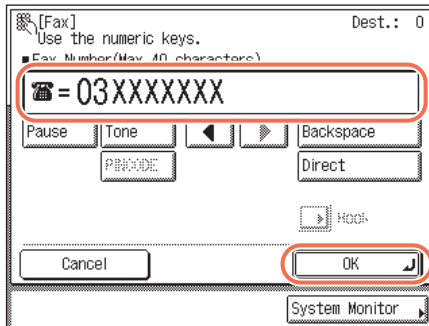 [Fax] Dest.: 0
Use the numeric keys.
■Fax Number(Max 40 characters)
☎=03XXXXXXX
Pause Tone ◀ ▶ Backspace
PINCODE Direct
Hook
Cancel OK
System Monitor